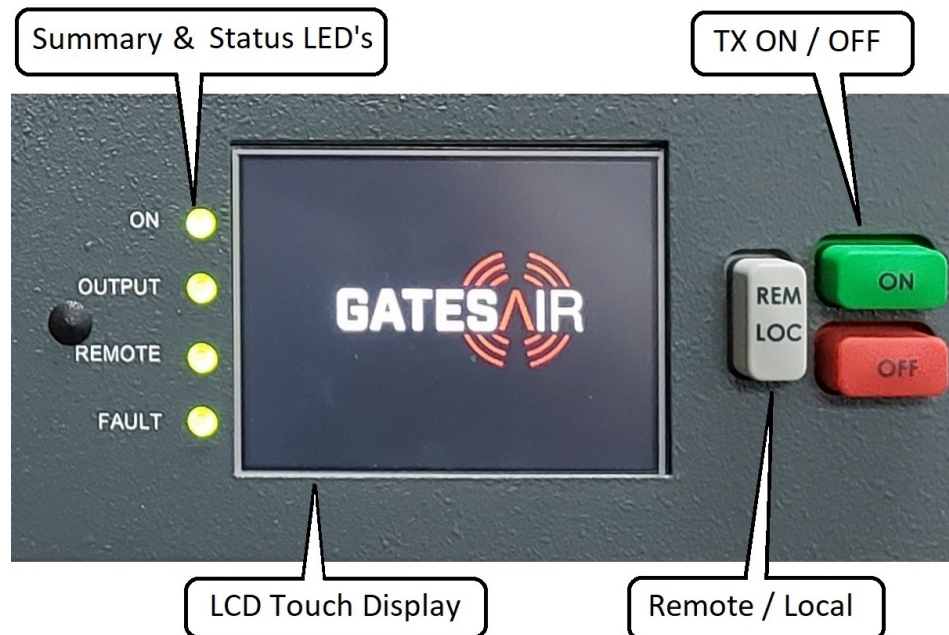 Summary & Status LED's
TX ON / OFF
ON
OUTPUT
REMOTE
FAULT
GATESAIR
REM
LOC
ON
OFF
LCD Touch Display
Remote / Local